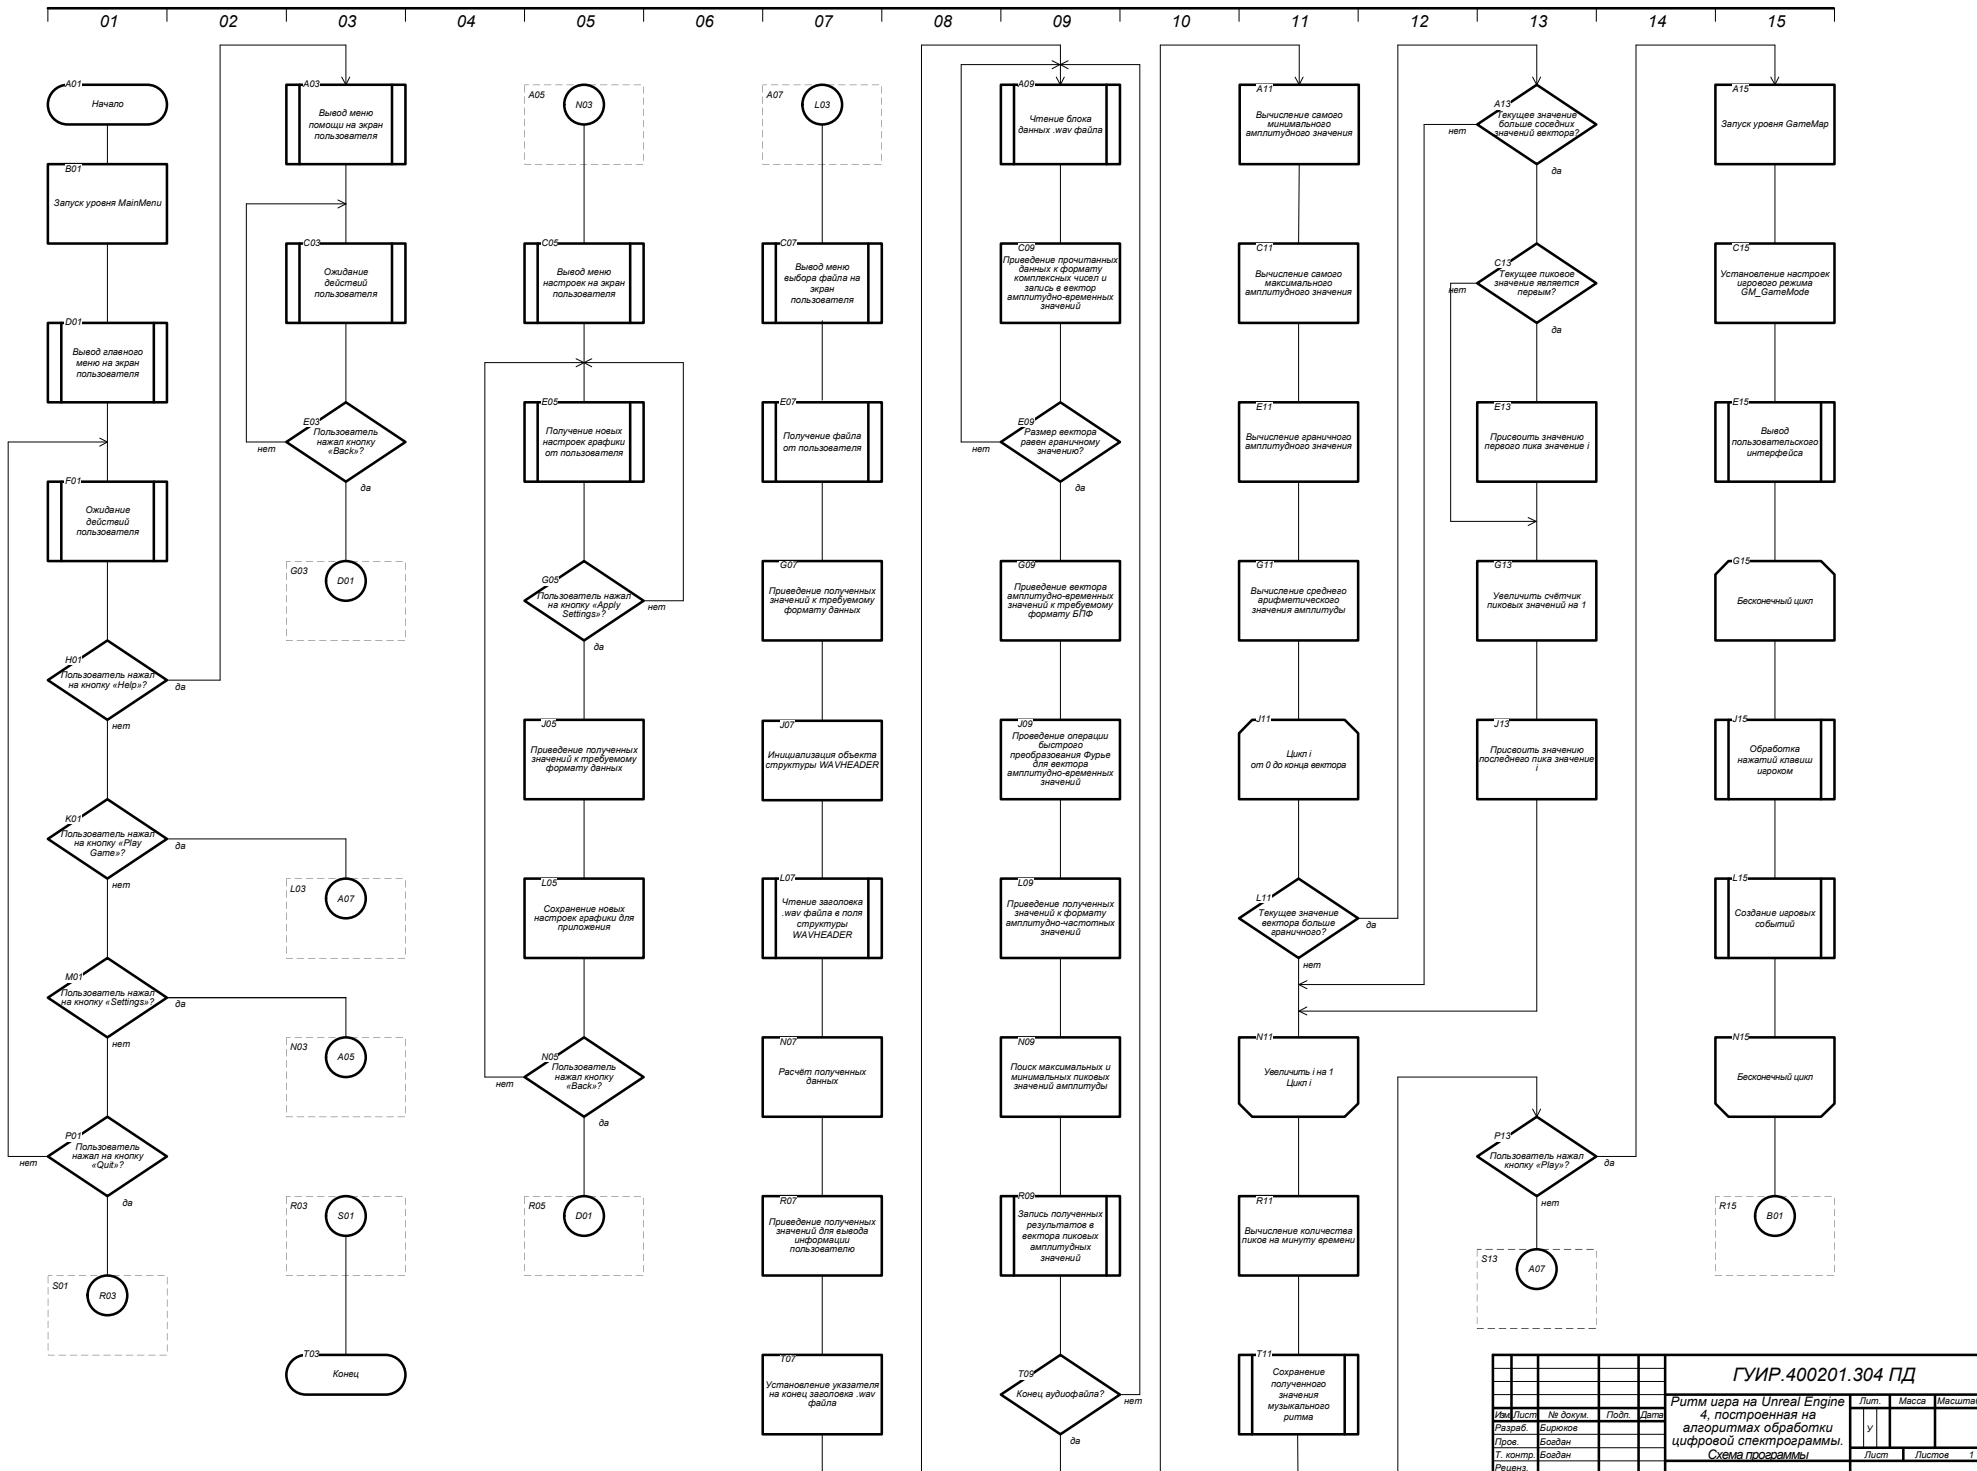 01 02 03 04 05 06 07 08 09 10 11 12 13 14 15
A01
Начало
B01
Запуск уровня MainMenu
D01
Вывод главного
меню на экран
пользователя
F01
Ожидание
действий
пользователя
H01
Пользователь нажал
на кнопку «Help»?
да
нет
K01
Пользователь нажал
на кнопку «Play
Game»?
да
нет
M01
Пользователь нажал
на кнопку «Settings»?
да
нет
P01
Пользователь
нажал на кнопку
«Quit»?
нет
да
S01
R03
A03
Вывод меню
помощи на экран
пользователя
C03
Ожидание
действий
пользователя
E03
Пользователь
нажал кнопку
«Back»?
нет
да
G03
D01
L03
A07
N03
A05
R03
S01
T03
Конец
A05
N03
C05
Вывод меню
настроек на экран
пользователя
E05
Получение новых
настроек графики
от пользователя
G05
Пользователь нажал
на кнопку «Apply
Settings»?
нет
да
J05
Приведение полученных
значений к требуемому
формату данных
L05
Сохранение новых
настроек графики для
приложения
N05
Пользователь
нажал кнопку
«Back»?
нет
да
R05
D01
A07
L03
C07
Вывод меню
выбора файла на
экран
пользователя
E07
Получение файла
от пользователя
G07
Приведение полученных
значений к требуемому
формату данных
J07
Инициализация объекта
структуры WAVHEADER
L07
Чтение заголовка
.wav файла в поля
структуры
WAVHEADER
N07
Расчёт полученных
данных
R07
Приведение полученных
значений для вывода
информации
пользователю
T07
Установление указателя
на конец заголовка .wav
файла
A09
Чтение блока
данных .wav файла
C09
Приведение прочитанных
данных к формату
комплексных чисел и
запись в вектор
амплитудно-временных
значений
E09
Размер вектора
равен граничному
значению?
нет
да
G09
Приведение вектора
амплитудно-временных
значений к требуемому
формату БПФ
J09
Проведение операции
быстрого
преобразования Фурье
для вектора
амплитудно-временных
значений
L09
Приведение полученных
значений к формату
амплитудно-частотных
значений
N09
Поиск максимальных и
минимальных пиковых
значений амплитуды
R09
Запись полученных
результатов в
вектора пиковых
амплитудных
значений
T09
Конец аудиофайла?
нет
да
A11
Вычисление самого
минимального
амплитудного значения
C11
Вычисление самого
максимального
амплитудного значения
E11
Вычисление граничного
амплитудного значения
G11
Вычисление среднего
арифметического
значения амплитуды
J11
Цикл i
от 0 до конца вектора
L11
Текущее значение
вектора больше
граничного?
да
нет
N11
Увеличить i на 1
Цикл i
R11
Вычисление количества
пиков на минуту времени
T11
Сохранение
полученного
значения
музыкального
ритма
A13
Текущее значение
больше соседних
значений вектора?
нет
да
C13
Текущее пиковое
значение является
первым?
нет
да
E13
Присвоить значению
первого пика значение i
G13
Увеличить счётчик
пиковых значений на 1
J13
Присвоить значению
последнего пика значение
i
P13
Пользователь нажал
кнопку «Play»?
да
нет
S13
A07
A15
Запуск уровня GameMap
C15
Установление настроек
игрового режима
GM_GameMode
E15
Вывод
пользовательского
интерфейса
G15
Бесконечный цикл
J15
Обработка
нажатий клавиш
игроком
L15
Создание игровых
событий
N15
Бесконечный цикл
R15
B01
ГУИР.400201.304 ПД
Ритм игра на Unreal Engine
4, построенная на
алгоритмах обработки
цифровой спектрограммы.
Схема программы
Лит. Масса Масштаб
У
Лист Листов 1
Изм. Лист № докум. Подп. Дата
Разраб. Бирюков
Пров. Богдан
Т. контр. Богдан
Реценз.